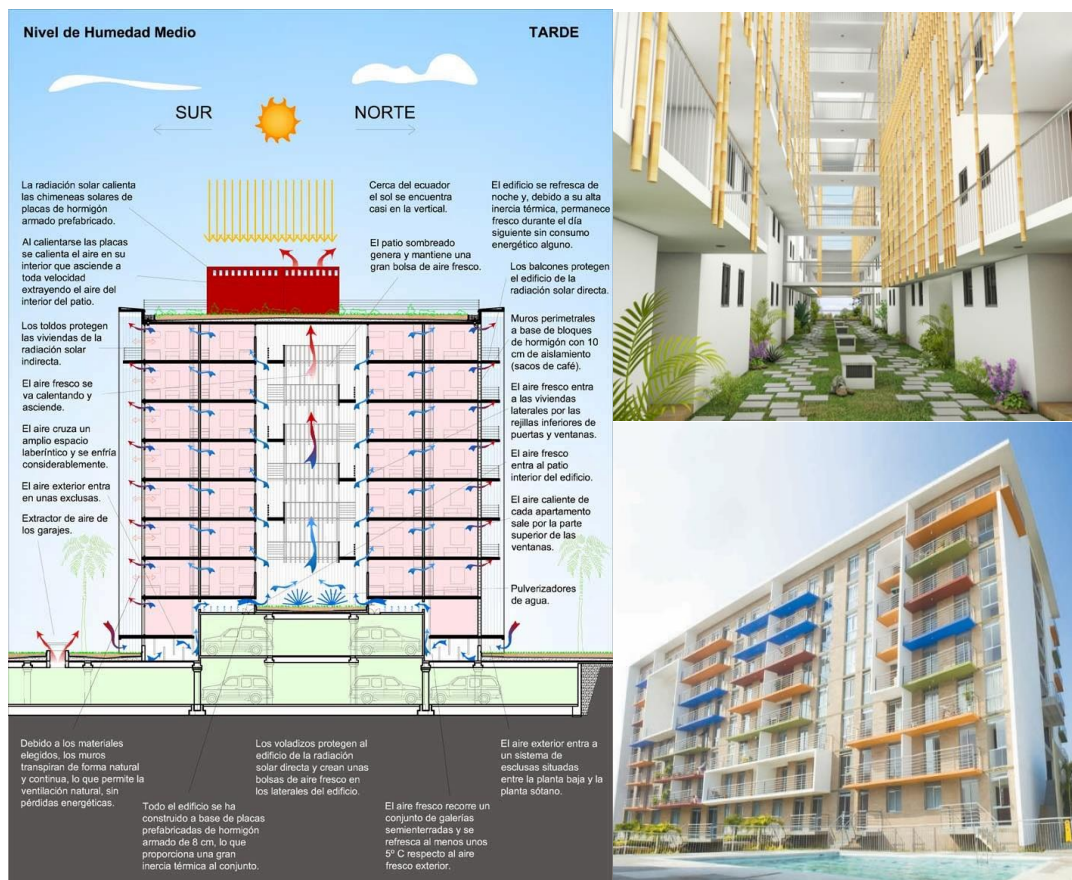 Nivel de Humedad Medio
TARDE
SUR
NORTE
La radiación solar calienta
las chimeneas solares de
placas de hormigón
armado prefabricado.
Al calentarse las placas
se calienta el aire en su
interior que asciende a
toda velocidad
extrayendo el aire del
interior del patio.
Los toldos protegen
las viviendas de la
radiación solar
indirecta.
El aire fresco se
va calentando y
asciende.
El aire cruza un
amplio espacio
laberíntico y se enfría
considerablemente.
El aire exterior entra
en unas exclusas.
Extractor de aire de
los garajes.
Cerca del ecuador
el sol se encuentra
casi en la vertical.
El patio sombreado
genera y mantiene una
gran bolsa de aire fresco.
El edificio se refresca de
noche y, debido a su alta
inercia térmica, permanece
fresco durante el día
siguiente sin consumo
energético alguno.
Los balcones protegen
el edificio de la
radiación solar directa.
Muros perimetrales
a base de bloques
de hormigón con 10
cm de aislamiento
(sacos de café).
El aire fresco entra
a las viviendas
laterales por las
rejillas inferiores de
puertas y ventanas.
El aire fresco
entra al patio
interior del edificio.
El aire caliente de
cada apartamento
sale por la parte
superior de las
ventanas.
Pulverizadores
de agua.
Debido a los materiales
elegidos, los muros
transpiran de forma natural
y continua, lo que permite la
ventilación natural, sin
pérdidas energéticas.
Todo el edificio se ha
construido a base de placas
prefabricadas de hormigón
armado de 8 cm, lo que
proporciona una gran
inercia térmica al conjunto.
Los voladizos protegen al
edificio de la radiación
solar directa y crean unas
bolsas de aire fresco en
los laterales del edificio.
El aire fresco recorre un
conjunto de galerías
semienterradas y se
refresca al menos unos
5º C respecto al aire
fresco exterior.
El aire exterior entra a
un sistema de
esclusas situadas
entre la planta baja y la
planta sótano.